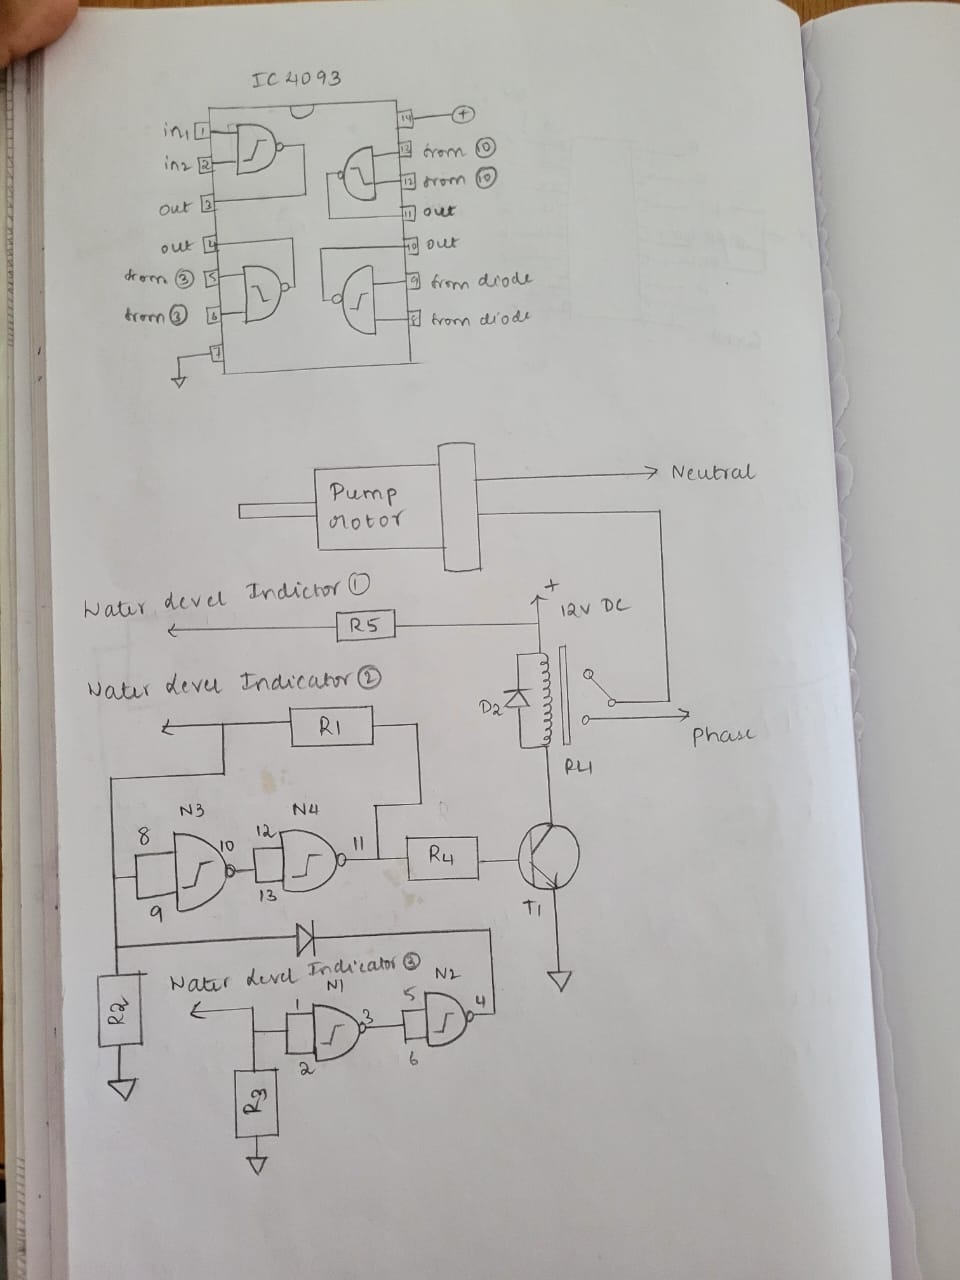 IC 4093
in1 1
in2 2
out 3
out 4
from ③ 5
from ③ 6
7
14 +
13 from ⑩
12 from ⑩
11 out
10 out
9 from diode
8 from diode
Pump
Motor
Neutral
Water Level Indictor ①
R5
+
12V DC
Water Level Indicator ②
R1
D2
Phase
RL1
N3
N4
8
9
10
12
13
11
R4
T1
Water Level Indicator ③
R2
N1
N2
1
2
3
5
6
4
R3